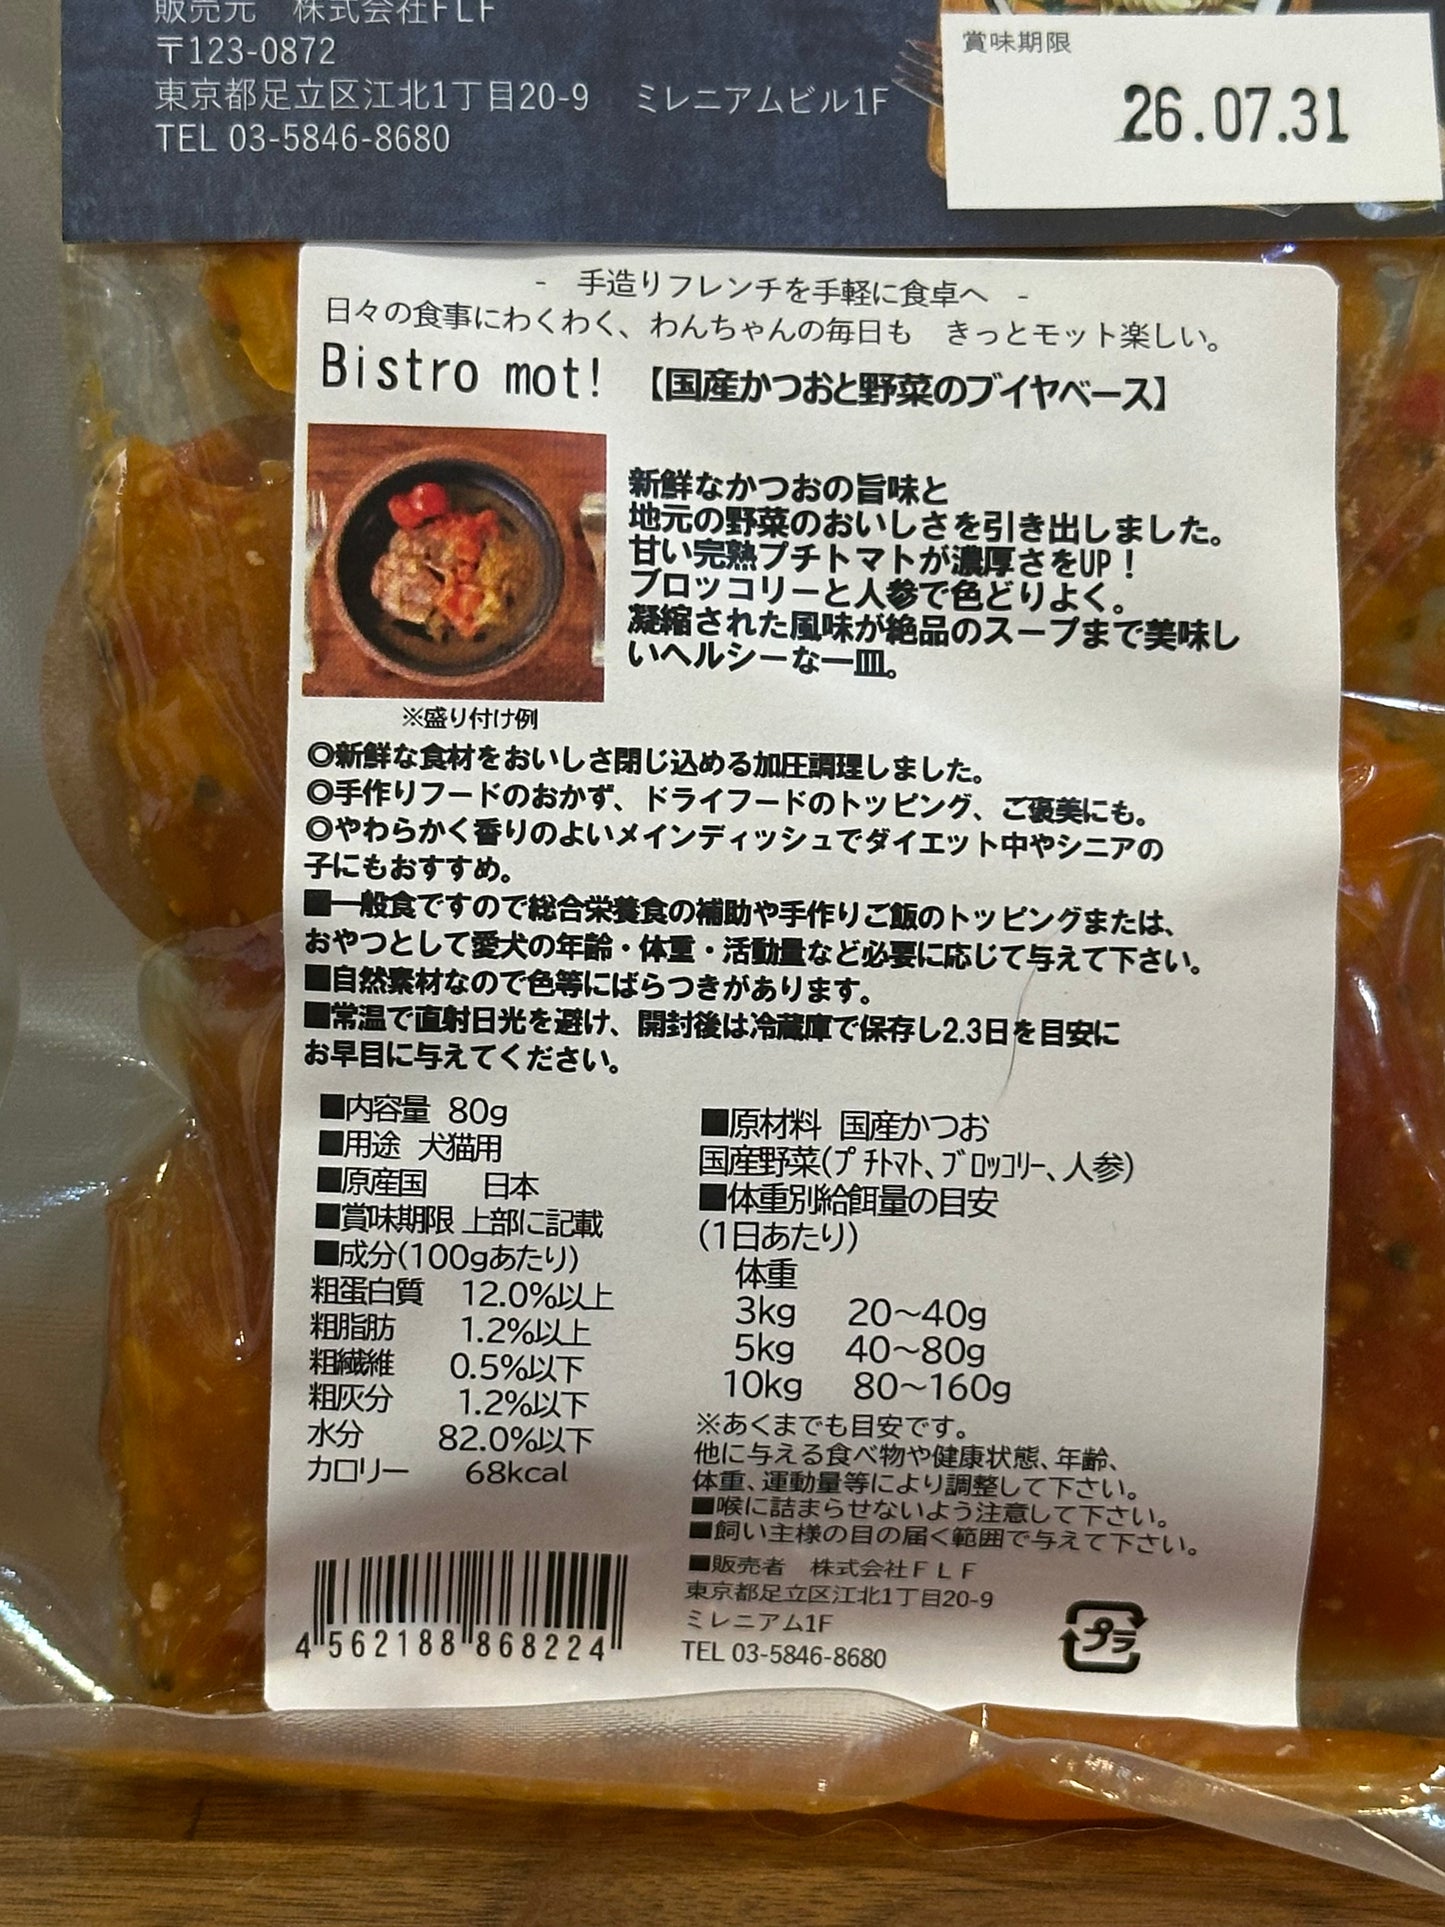 販売元　株式会社FLF
〒123-0872
東京都足立区江北1丁目20-9　ミレニアムビル1F
TEL 03-5846-8680
賞味期限
26.07.31
-　手造りフレンチを手軽に食卓へ　-
日々の食事にわくわく、わんちゃんの毎日も　きっとモット楽しい。
Bistro mot!　【国産かつおと野菜のブイヤベース】
新鮮なかつおの旨味と
地元の野菜のおいしさを引き出しました。
甘い完熟プチトマトが濃厚さをUP！
ブロッコリーと人参で色どりよく。
凝縮された風味が絶品のスープまで美味し
いヘルシーな一皿。
※盛り付け例
◎新鮮な食材をおいしさ閉じ込める加圧調理しました。
◎手作りフードのおかず、ドライフードのトッピング、ご褒美にも。
◎やわらかく香りのよいメインディッシュでダイエット中やシニアの
子にもおすすめ。
■一般食ですので総合栄養食の補助や手作りご飯のトッピングまたは、
おやつとして愛犬の年齢・体重・活動量など必要に応じて与えて下さい。
■自然素材なので色等にばらつきがあります。
■常温で直射日光を避け、開封後は冷蔵庫で保存し2.3日を目安に
お早目に与えてください。
■内容量　80g
■用途　犬猫用
■原産国　　日本
■賞味期限 上部に記載
■成分(100gあたり)
粗蛋白質　12.0%以上
粗脂肪　　1.2%以上
粗繊維　　0.5%以下
粗灰分　　1.2%以下
水分　　82.0%以下
カロリー　　68kcal
■原材料　国産かつお
国産野菜(ﾌﾟﾁﾄﾏﾄ、ﾌﾞﾛｯｺﾘｰ、人参)
■体重別給餌量の目安
(1日あたり)
体重
3kg　20～40g
5kg　40～80g
10kg　80～160g
※あくまでも目安です。
他に与える食べ物や健康状態、年齢、
体重、運動量等により調整して下さい。
■喉に詰まらせないよう注意して下さい。
■飼い主様の目の届く範囲で与えて下さい。
■販売者　株式会社ＦＬＦ
東京都足立区江北1丁目20-9
ミレニアム1F
TEL 03-5846-8680
プラ
4562188868224